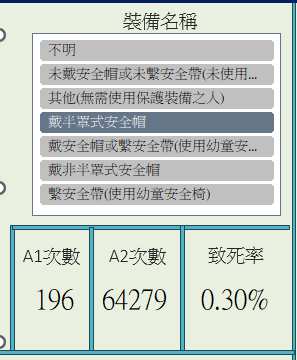 裝備名稱
不明
未戴安全帽或未繫安全帶(未使用...
其他(無需使用保護裝備之人)
戴半罩式安全帽
戴安全帽或繫安全帶(使用幼童安...
戴非半罩式安全帽
繫安全帶(使用幼童安全椅)
A1次數 A2次數 致死率
196 64279 0.30%